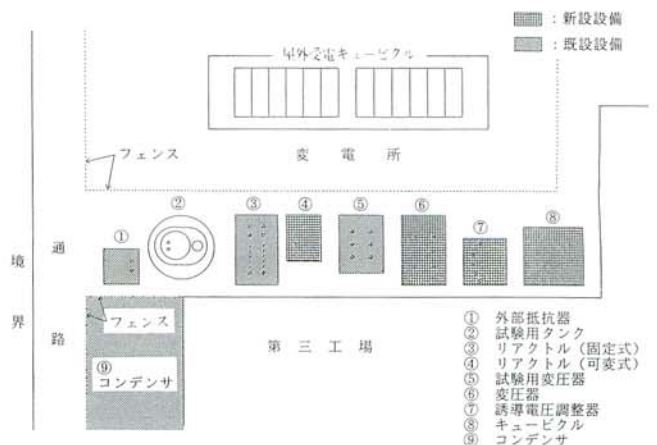 ：新設設備
：既設設備
屋外受電キュービクル
フェンス
変電所
① ② ③ ④ ⑤ ⑥ ⑦ ⑧
境界
通路
フェンス
第三工場
⑨
コンデンサ
① 外部抵抗器
② 試験用タンク
③ リアクトル（固定式）
④ リアクトル（可変式）
⑤ 試験用変圧器
⑥ 変圧器
⑦ 誘導電圧調整器
⑧ キュービクル
⑨ コンデンサ